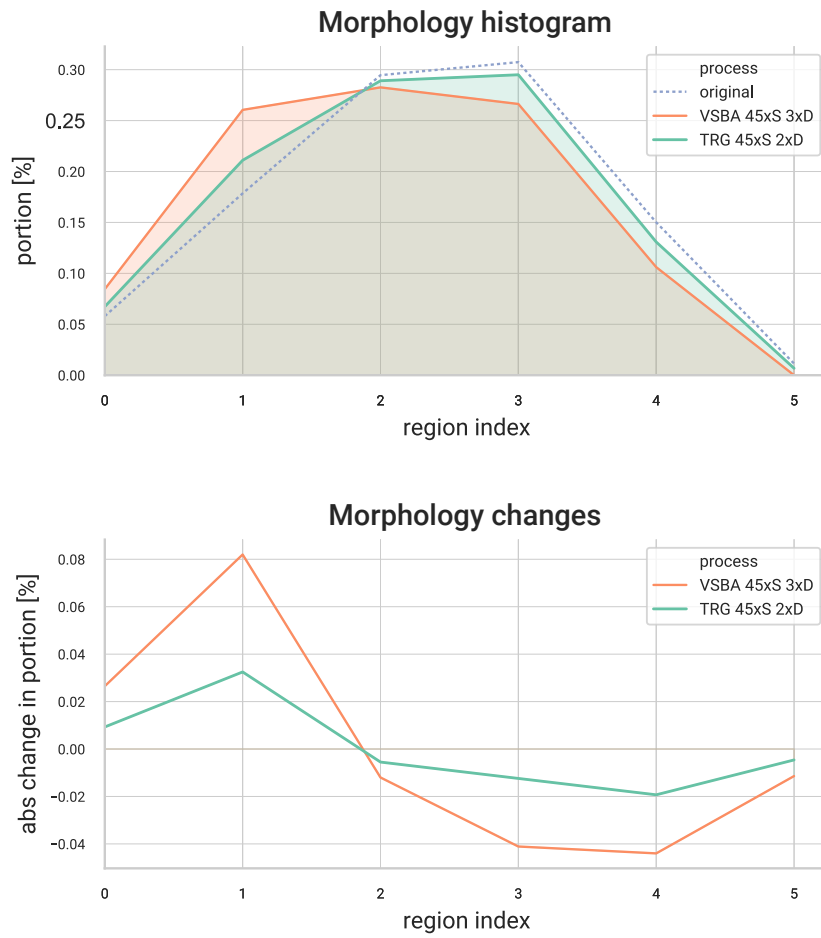 Morphology histogram
portion [%]
0.30
0.25
0.20
0.15
0.10
0.05
0.00
process
original
VSBA 45xS 3xD
TRG 45xS 2xD
0 1 2 3 4 5
region index
Morphology changes
abs change in portion [%]
0.08
0.06
0.04
0.02
0.00
−0.02
−0.04
process
VSBA 45xS 3xD
TRG 45xS 2xD
0 1 2 3 4 5
region index